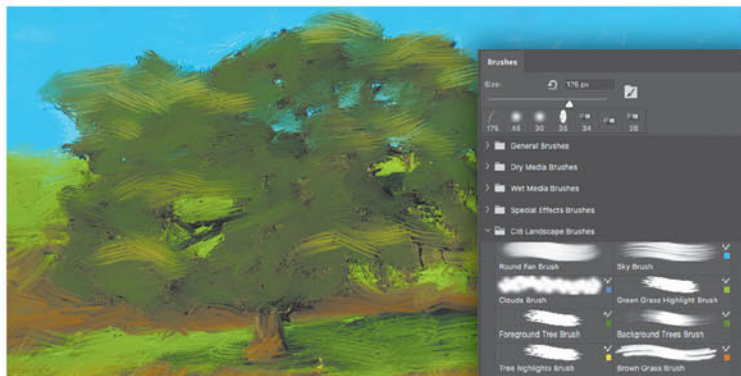 Brushes
Size: 175 px
175 45 30 35 34 28
General Brushes
Dry Media Brushes
Wet Media Brushes
Special Effects Brushes
CIB Landscape Brushes
Round Fan Brush Sky Brush
Clouds Brush Green Grass Highlight Brush
Foreground Tree Brush Background Trees Brush
Tree highlights Brush Brown Grass Brush